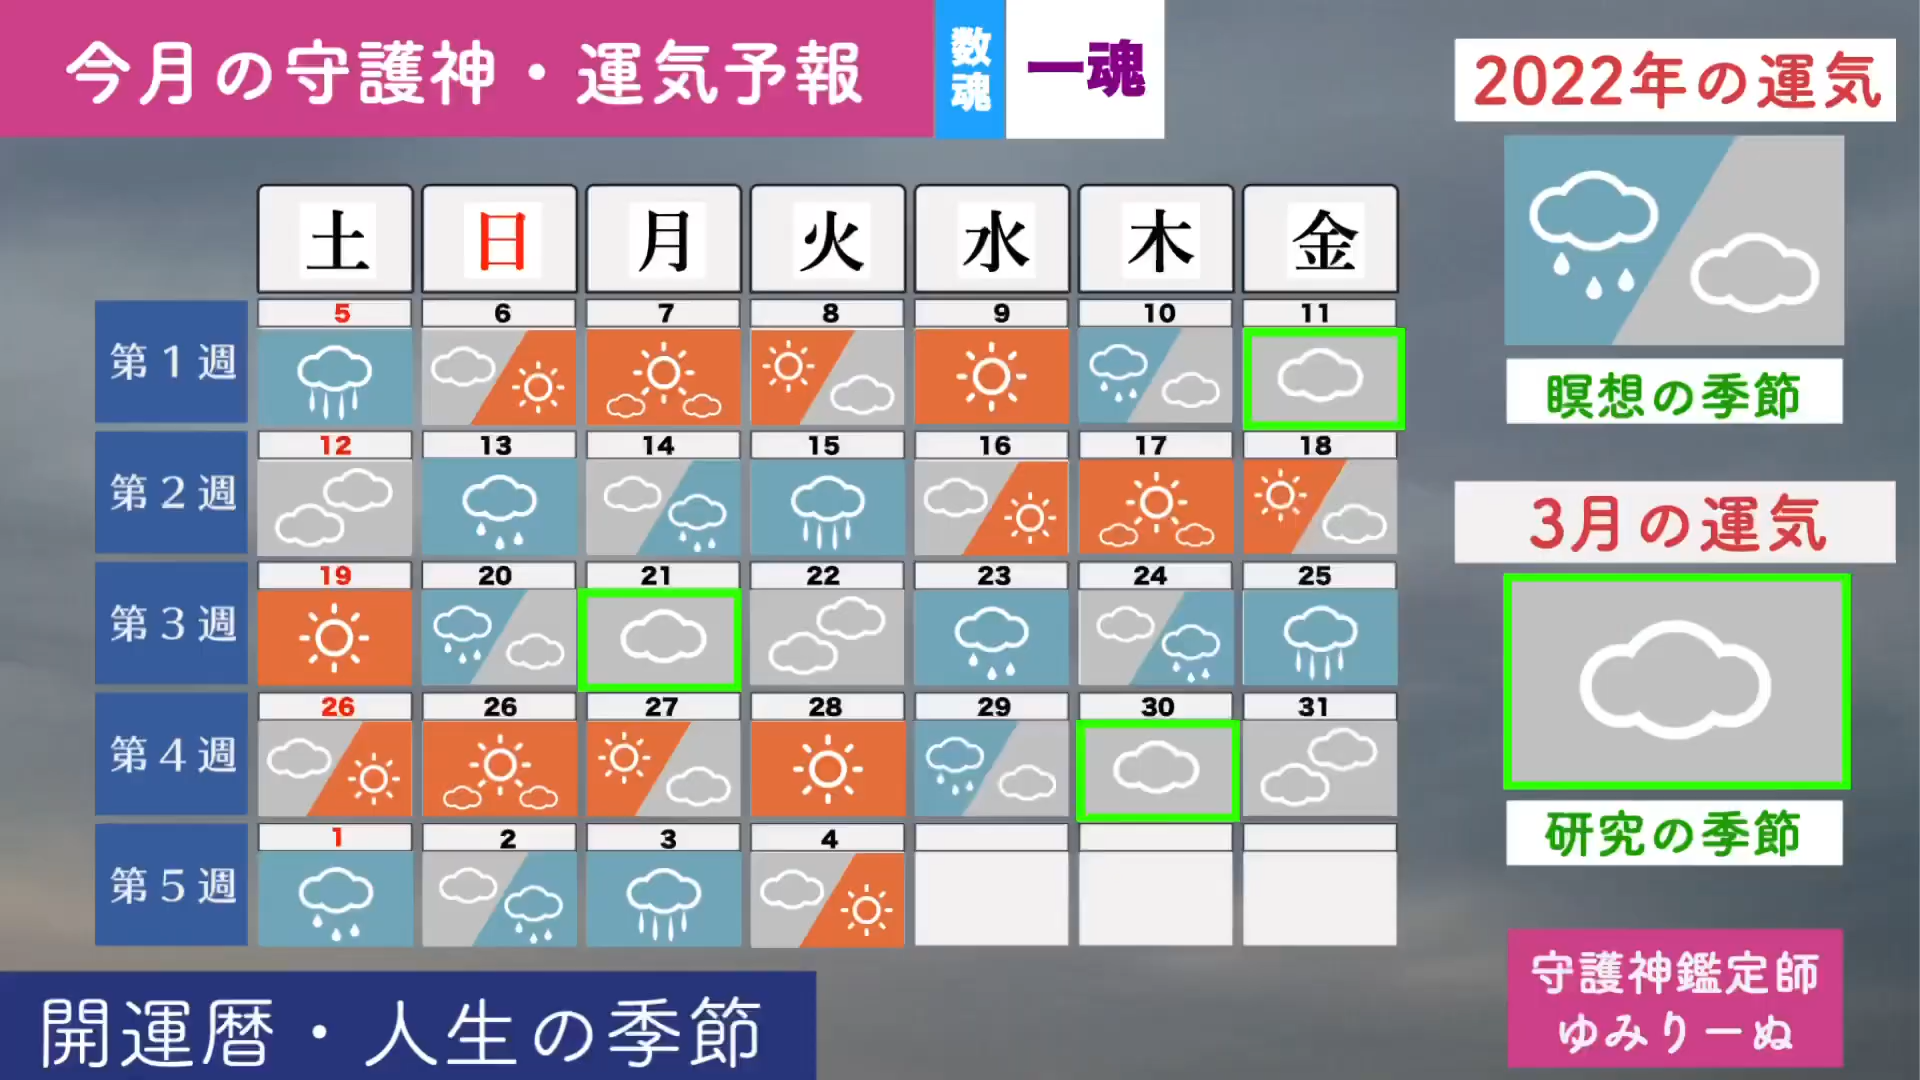 今月の守護神・運気予報
数魂
一魂
2022年の運気
瞑想の季節
3月の運気
研究の季節
守護神鑑定師
ゆみりーぬ
土 日 月 火 水 木 金
5 6 7 8 9 10 11
第1週
12 13 14 15 16 17 18
第2週
19 20 21 22 23 24 25
第3週
26 26 27 28 29 30 31
第4週
1 2 3 4
第5週
開運暦・人生の季節